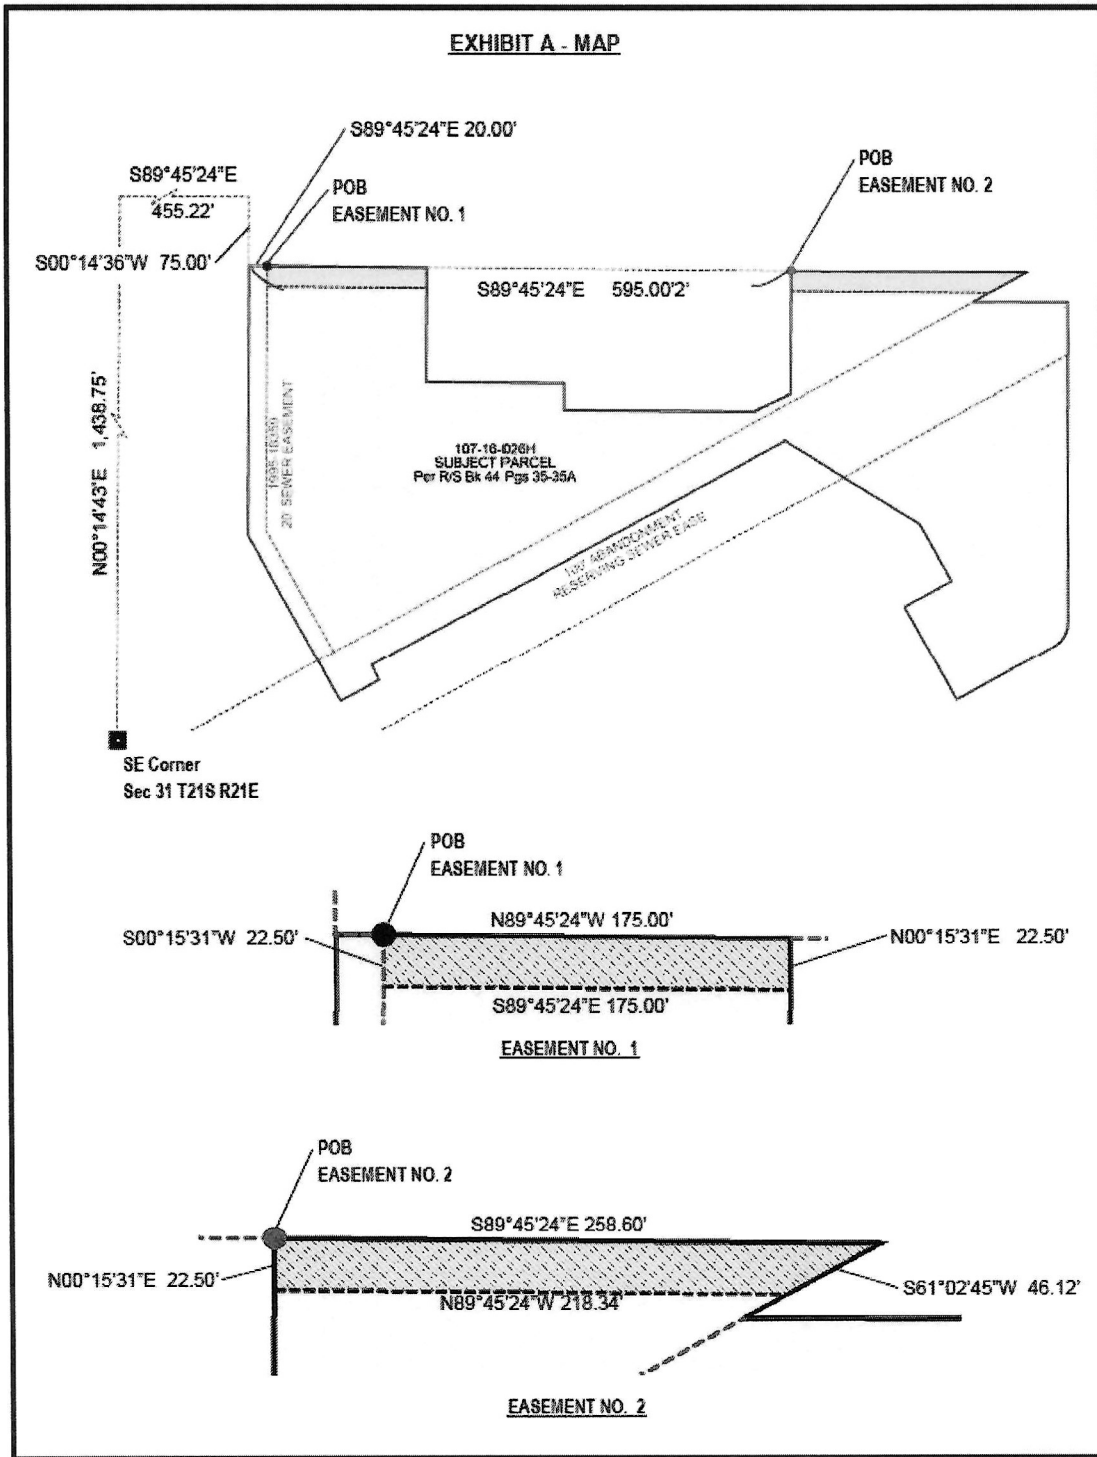 EXHIBIT A - MAP
S89°45'24"E 20.00'
S89°45'24"E
455.22'
POB
EASEMENT NO. 1
POB
EASEMENT NO. 2
S00°14'36"W 75.00'
S89°45'24"E 595.00'2'
N00°14'43"E 1,438.75'
20' SEWER EASEMENT
107-16-026H
SUBJECT PARCEL
Per R/S Bk 44 Pgs 35-35A
ABANDONMENT
RESERVING SEWER EASE
SE Corner
Sec 31 T21S R21E
POB
EASEMENT NO. 1
S00°15'31"W 22.50'
N89°45'24"W 175.00'
N00°15'31"E 22.50'
S89°45'24"E 175.00'
EASEMENT NO. 1
POB
EASEMENT NO. 2
S89°45'24"E 258.60'
N00°15'31"E 22.50'
N89°45'24"W 218.34'
S61°02'45"W 46.12'
EASEMENT NO. 2